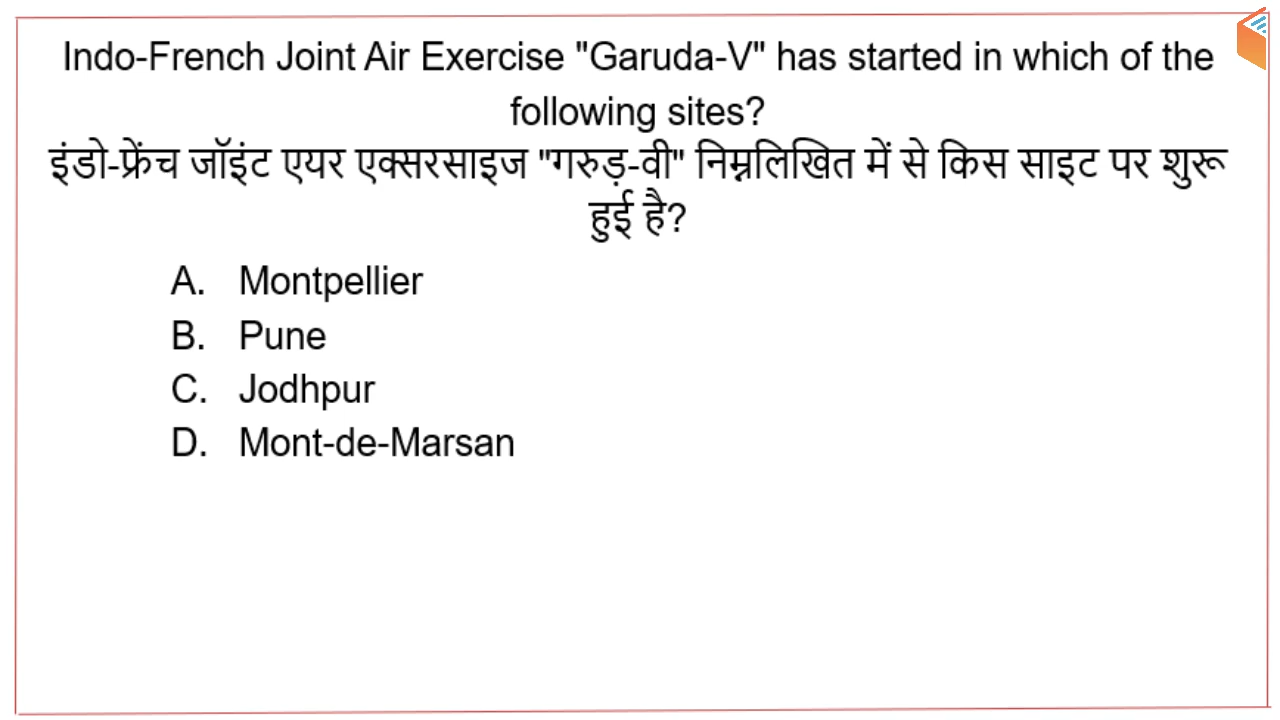 Indo-French Joint Air Exercise "Garuda-V" has started in which of the
following sites?
इंडो-फ्रेंच जॉइंट एयर एक्सरसाइज "गरुड़-वी" निम्नलिखित में से किस साइट पर शुरू
हुई है?
A. Montpellier
B. Pune
C. Jodhpur
D. Mont-de-Marsan